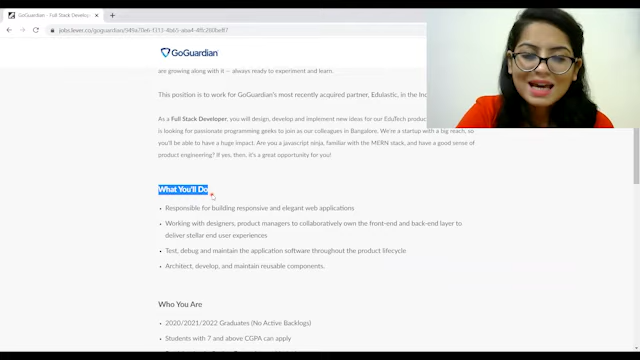 GoGuardian - Full Stack Develop
jobs.lever.co/goguardian/
GoGuardian
are growing along with it — always ready to experiment and learn.
This position is to work for GoGuardian's most recently acquired partner, Edulastic, in the
As a Full Stack Developer, you will design, develop and implement new ideas for our EduTech
is looking for passionate programming geeks to join as our colleagues in Bangalore. We're a startup with a big reach, so
you'll be able to have a huge impact. Are you a javascript ninja, familiar with the MERN stack, and have a good sense of
product engineering? If yes, then, it's a great opportunity for you!
What You'll Do
• Responsible for building responsive and elegant web applications
• Working with designers, product managers to collaboratively own the front-end and back-end layer to
deliver stellar end user experiences
• Test, debug and maintain the application software throughout the product lifecycle
• Architect, develop, and maintain reusable components.
Who You Are
• 2020/2021/2022 Graduates (No Active Backlogs)
• Students with 7 and above CGPA can apply